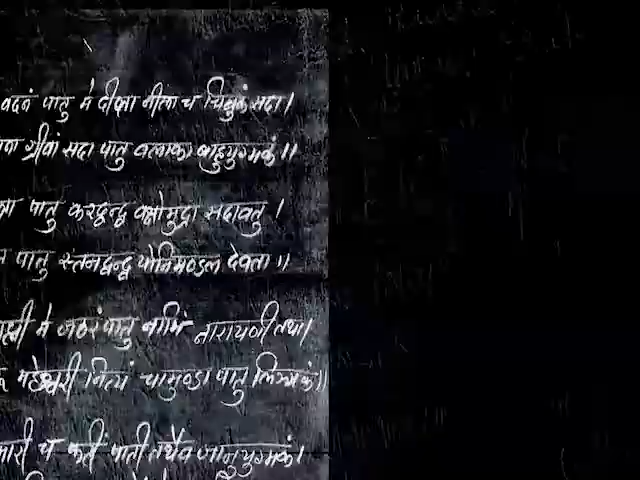 वदनं पातु मे दीप्ता नीला च चिबुकं सदा।
ग्रीवां सदा पातु वलाका बाहुयुग्मकं॥
पातु करद्वन्द्व वक्षोमुद्रा सदावतु।
पातु स्तनद्वन्द्व योनिमण्डल देवता॥
मे जठरं पातु नाभिं नारायणी तथा।
महेश्वरी नित्यं चामुण्डा पातु लिङ्गकं॥
च कटीं पातौ तथैव जानुयुग्मकं।